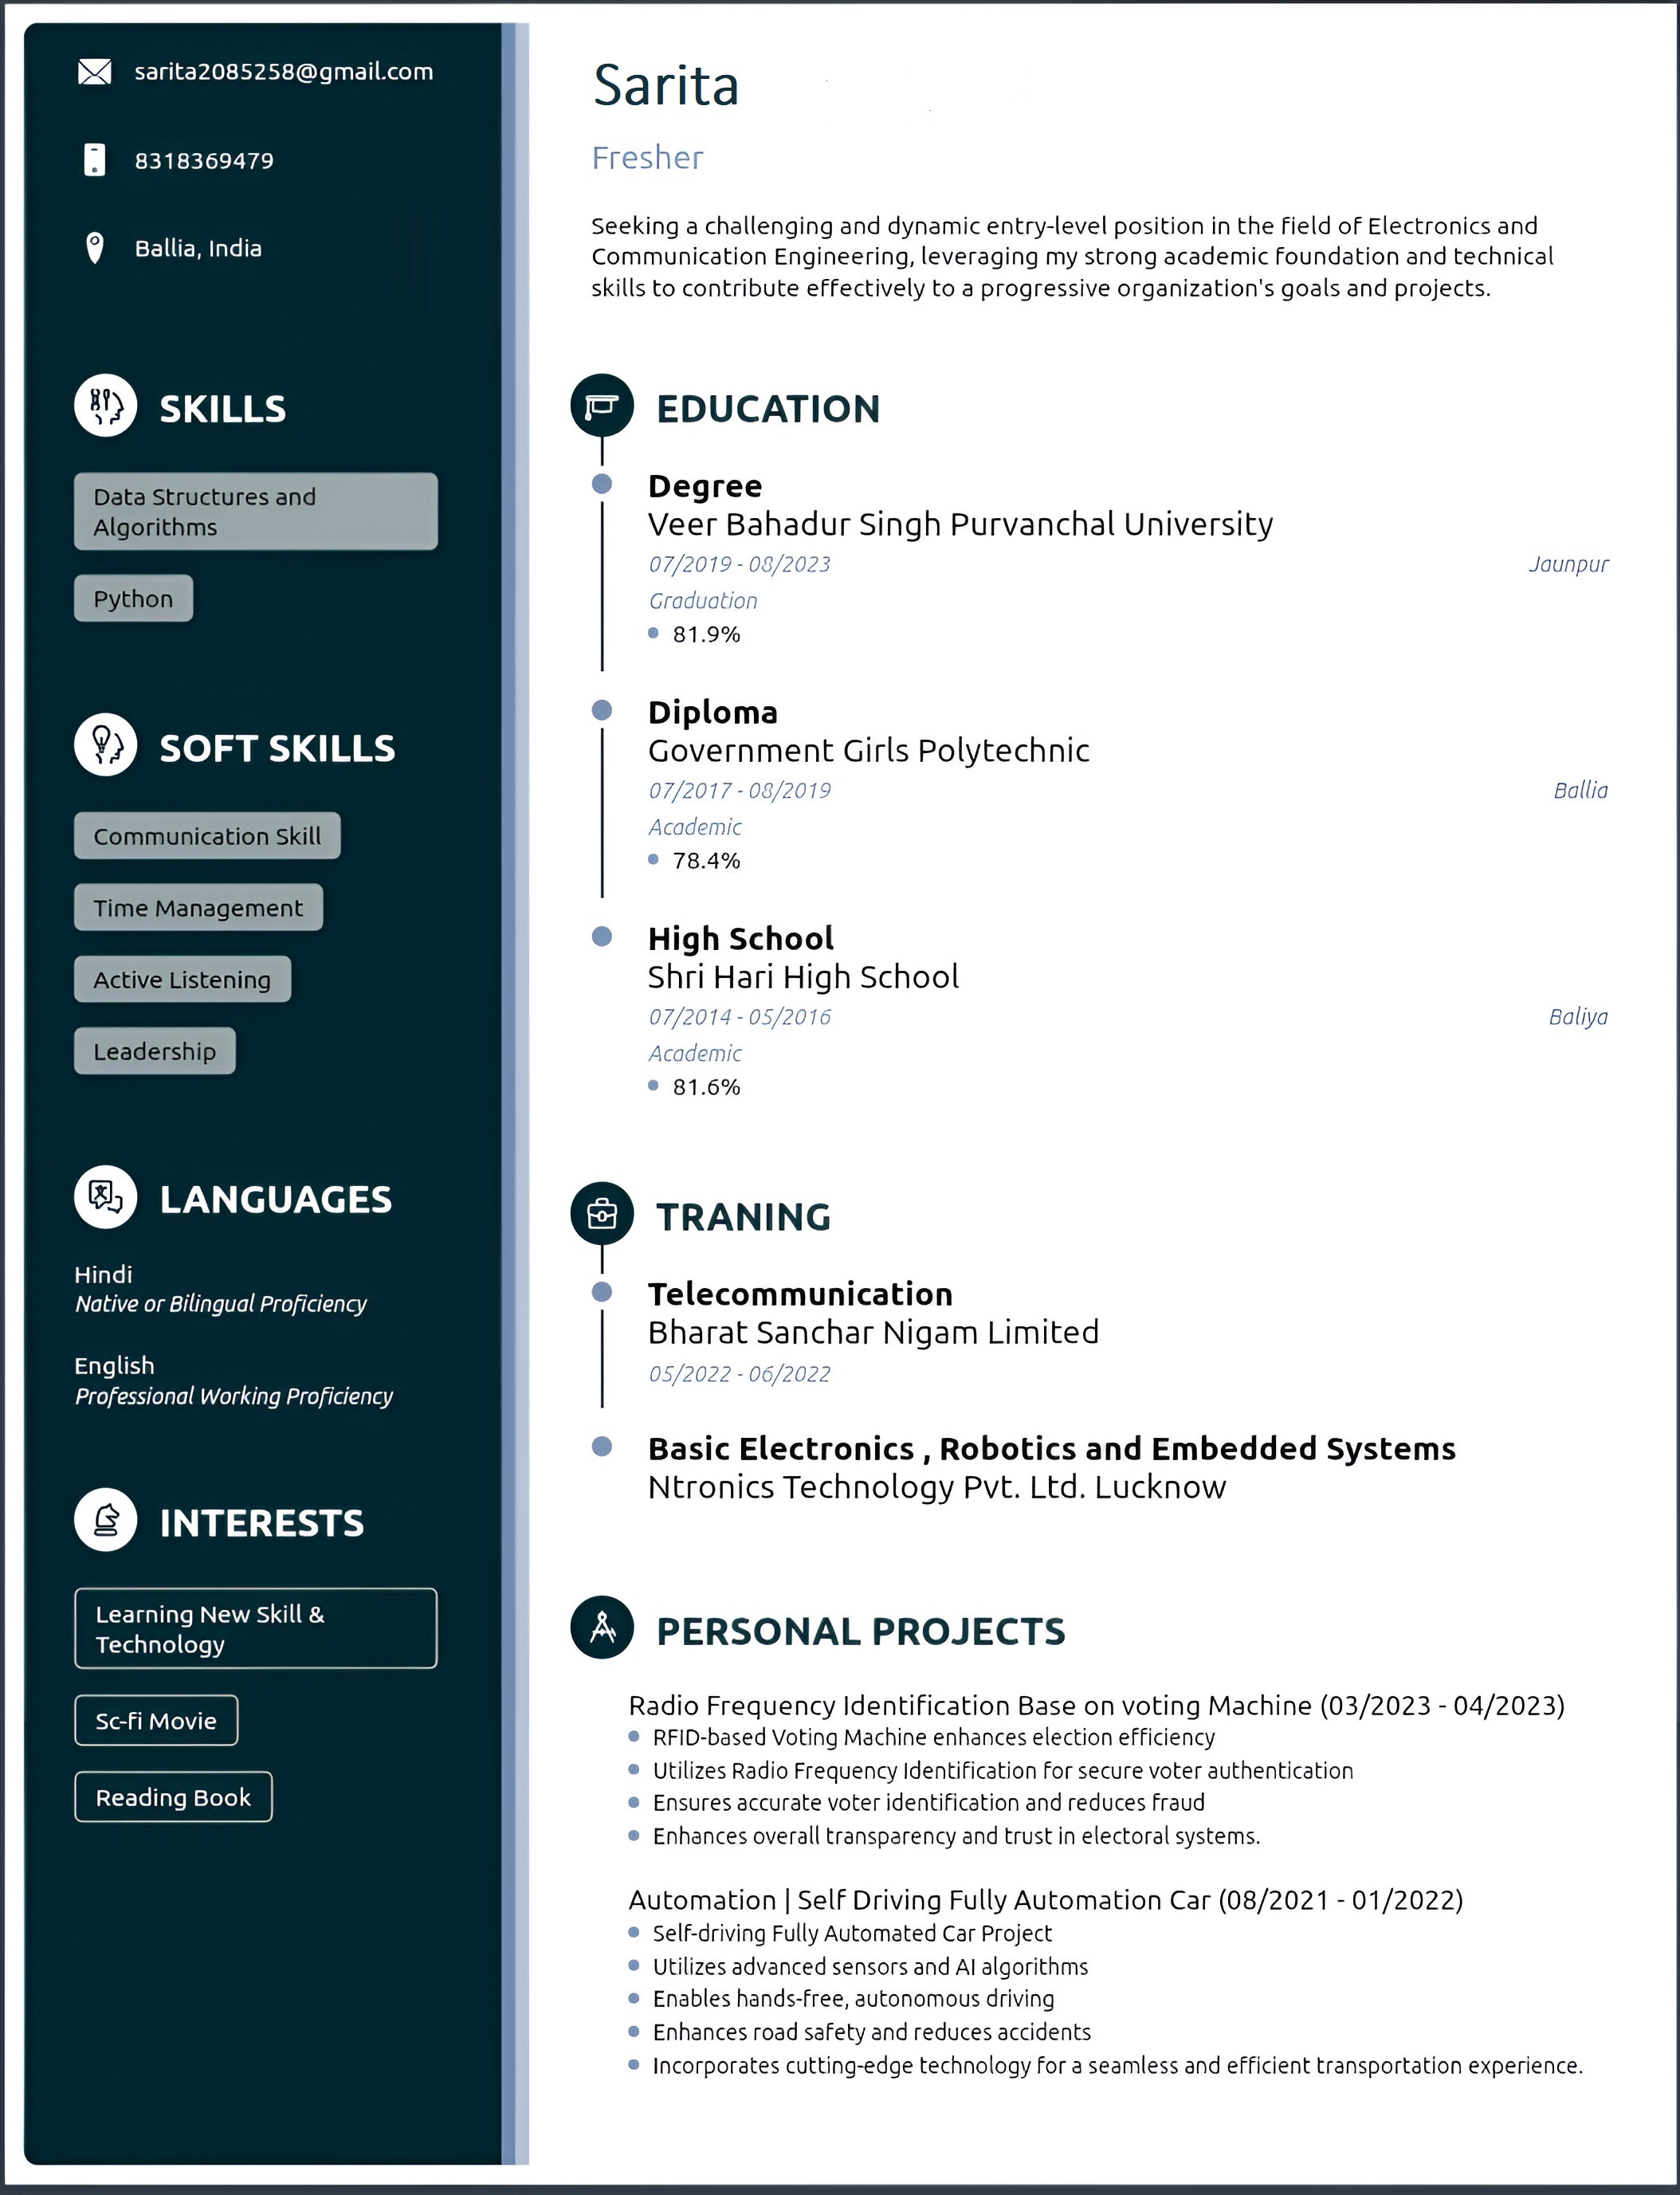 sarita2085258@gmail.com
8318369479
Ballia, India
SKILLS
Data Structures and
Algorithms
Python
SOFT SKILLS
Communication Skill
Time Management
Active Listening
Leadership
LANGUAGES
Hindi
Native or Bilingual Proficiency
English
Professional Working Proficiency
INTERESTS
Learning New Skill &
Technology
Sc-fi Movie
Reading Book
Sarita
Fresher
Seeking a challenging and dynamic entry-level position in the field of Electronics and
Communication Engineering, leveraging my strong academic foundation and technical
skills to contribute effectively to a progressive organization's goals and projects.
EDUCATION
Degree
Veer Bahadur Singh Purvanchal University
07/2019 - 08/2023 Jaunpur
Graduation
81.9%
Diploma
Government Girls Polytechnic
07/2017 - 08/2019 Ballia
Academic
78.4%
High School
Shri Hari High School
07/2014 - 05/2016 Baliya
Academic
81.6%
TRANING
Telecommunication
Bharat Sanchar Nigam Limited
05/2022 - 06/2022
Basic Electronics , Robotics and Embedded Systems
Ntronics Technology Pvt. Ltd. Lucknow
PERSONAL PROJECTS
Radio Frequency Identification Base on voting Machine (03/2023 - 04/2023)
RFID-based Voting Machine enhances election efficiency
Utilizes Radio Frequency Identification for secure voter authentication
Ensures accurate voter identification and reduces fraud
Enhances overall transparency and trust in electoral systems.
Automation | Self Driving Fully Automation Car (08/2021 - 01/2022)
Self-driving Fully Automated Car Project
Utilizes advanced sensors and AI algorithms
Enables hands-free, autonomous driving
Enhances road safety and reduces accidents
Incorporates cutting-edge technology for a seamless and efficient transportation experience.